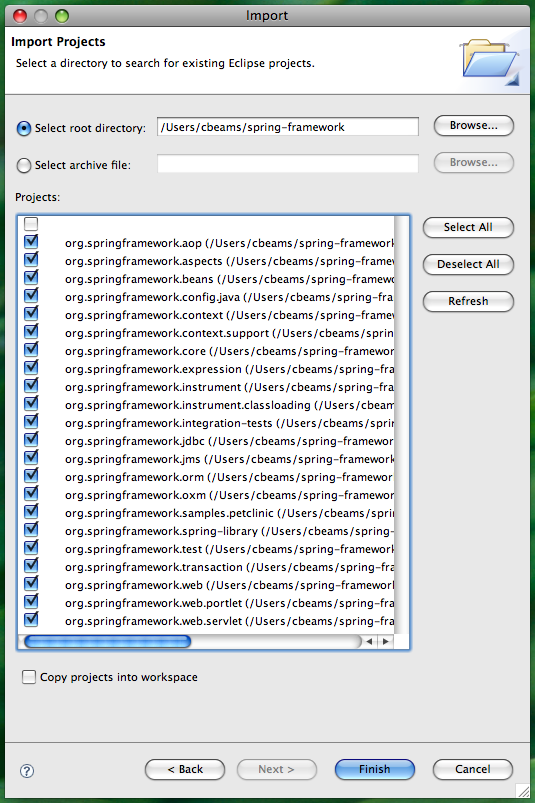 Import
Import Projects
Select a directory to search for existing Eclipse projects.
Select root directory: /Users/cbeams/spring-framework Browse...
Select archive file: Browse...
Projects:
org.springframework.aop (/Users/cbeams/spring-framework
org.springframework.aspects (/Users/cbeams/spring-frame
org.springframework.beans (/Users/cbeams/spring-framewo
org.springframework.config.java (/Users/cbeams/spring-fra
org.springframework.context (/Users/cbeams/spring-frame
org.springframework.context.support (/Users/cbeams/sprin
org.springframework.core (/Users/cbeams/spring-framewor
org.springframework.expression (/Users/cbeams/spring-fra
org.springframework.instrument (/Users/cbeams/spring-fra
org.springframework.instrument.classloading (/Users/cbeam
org.springframework.integration-tests (/Users/cbeams/spri
org.springframework.jdbc (/Users/cbeams/spring-framewor
org.springframework.jms (/Users/cbeams/spring-framewor
org.springframework.orm (/Users/cbeams/spring-framewor
org.springframework.oxm (/Users/cbeams/spring-framewor
org.springframework.samples.petclinic (/Users/cbeams/spri
org.springframework.spring-library (/Users/cbeams/spring-
org.springframework.test (/Users/cbeams/spring-framewor
org.springframework.transaction (/Users/cbeams/spring-fra
org.springframework.web (/Users/cbeams/spring-framewor
org.springframework.web.portlet (/Users/cbeams/spring-fra
org.springframework.web.servlet (/Users/cbeams/spring-fra
Select All
Deselect All
Refresh
Copy projects into workspace
? < Back Next > Finish Cancel